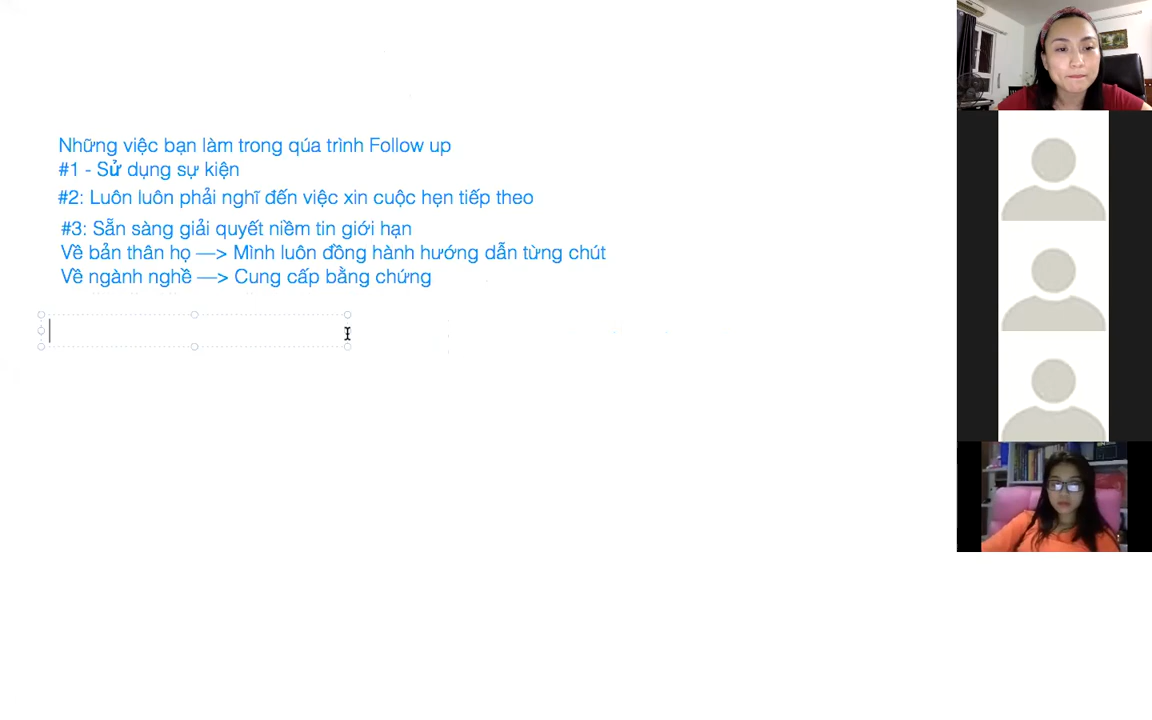 Những việc bạn làm trong qúa trình Follow up
#1 - Sử dụng sự kiện
#2: Luôn luôn phải nghĩ đến việc xin cuộc hẹn tiếp theo
#3: Sẵn sàng giải quyết niềm tin giới hạn
Về bản thân họ —> Mình luôn đồng hành hướng dẫn từng chút
Về ngành nghề —> Cung cấp bằng chứng